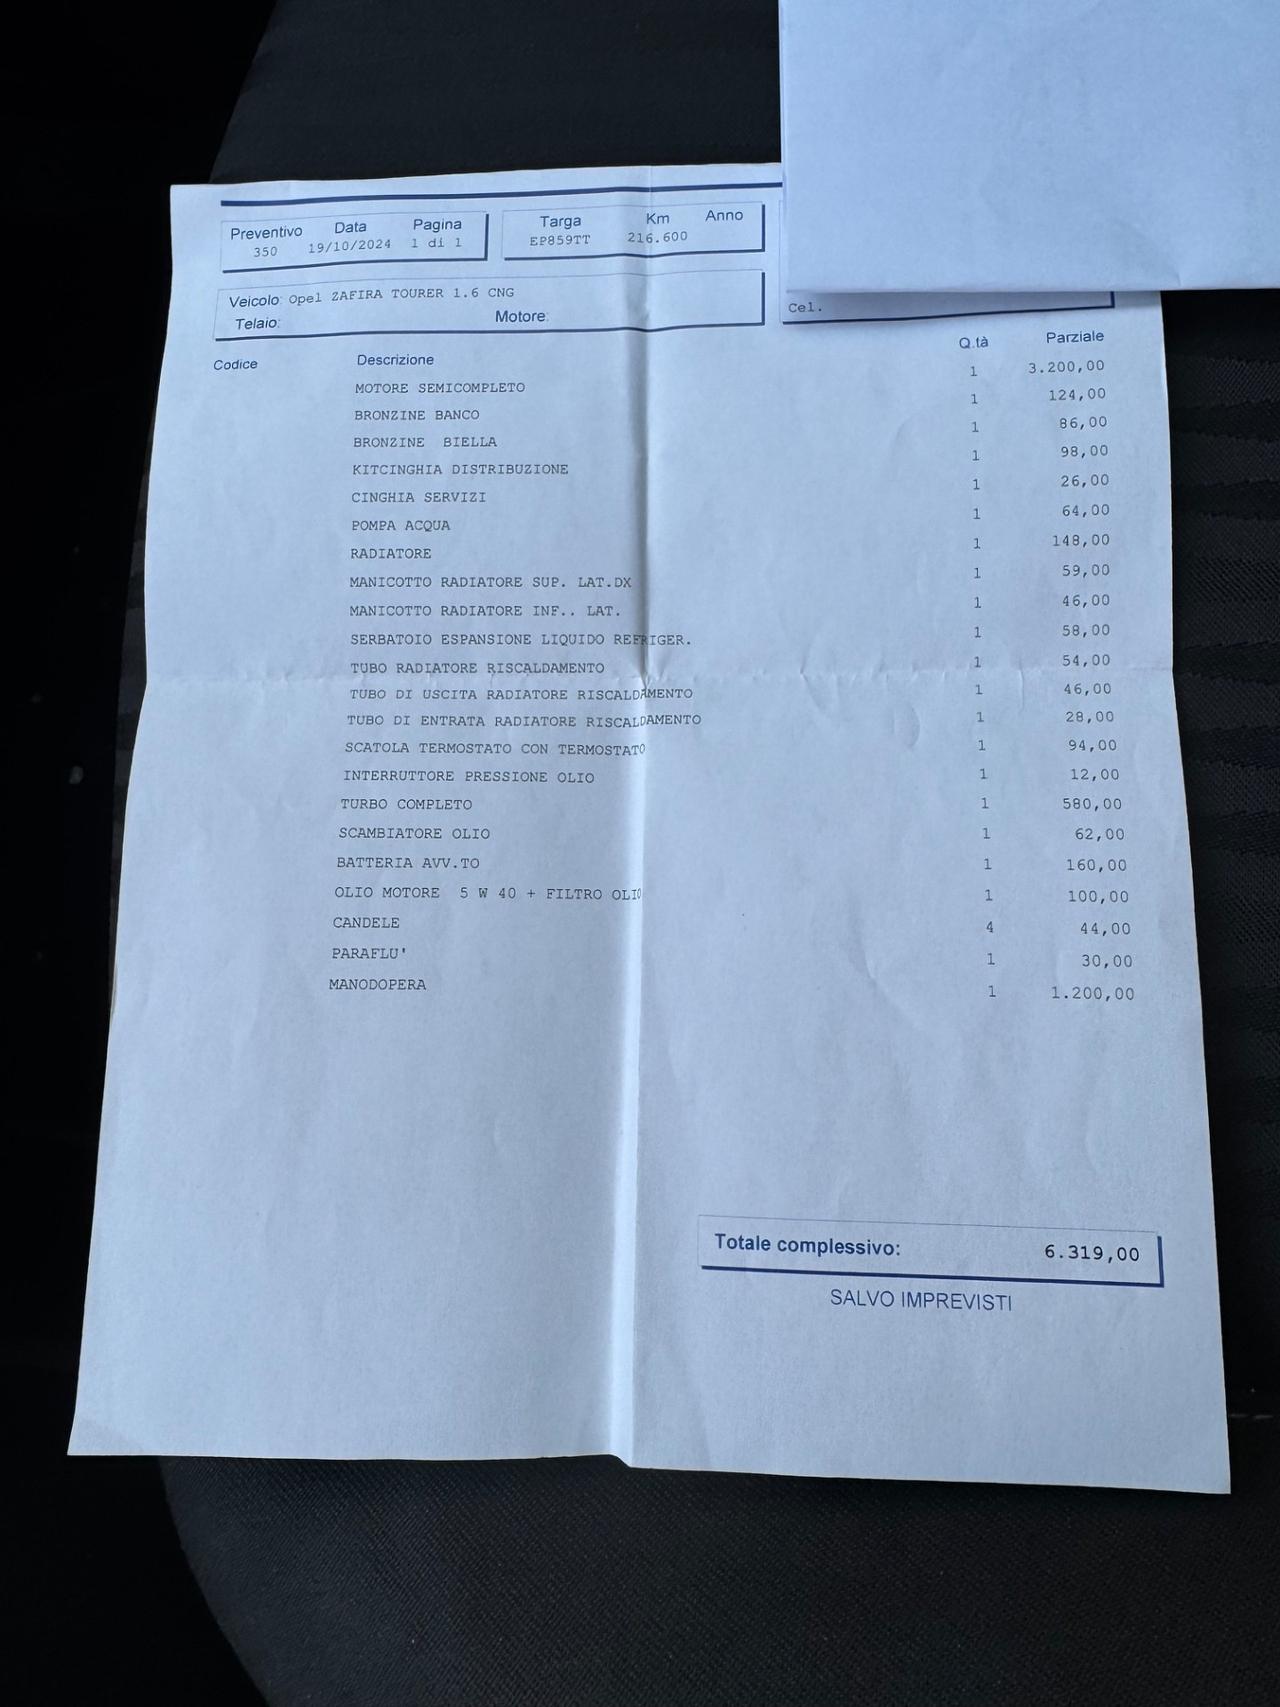 Preventivo Data Pagina
350 19/10/2024 1 di 1
Targa Km Anno
EP859TT 216.600
Veicolo: Opel ZAFIRA TOURER 1.6 CNG
Telaio: Motore:
Cel.
Codice Descrizione Q.tà Parziale
MOTORE SEMICOMPLETO 1 3.200,00
BRONZINE BANCO 1 124,00
BRONZINE BIELLA 1 86,00
KITCINGHIA DISTRIBUZIONE 1 98,00
CINGHIA SERVIZI 1 26,00
POMPA ACQUA 1 64,00
RADIATORE 1 148,00
MANICOTTO RADIATORE SUP. LAT.DX 1 59,00
MANICOTTO RADIATORE INF.. LAT. 1 46,00
SERBATOIO ESPANSIONE LIQUIDO REFRIGER. 1 58,00
TUBO RADIATORE RISCALDAMENTO 1 54,00
TUBO DI USCITA RADIATORE RISCALDAMENTO 1 46,00
TUBO DI ENTRATA RADIATORE RISCALDAMENTO 1 28,00
SCATOLA TERMOSTATO CON TERMOSTATO 1 94,00
INTERRUTTORE PRESSIONE OLIO 1 12,00
TURBO COMPLETO 1 580,00
SCAMBIATORE OLIO 1 62,00
BATTERIA AVV.TO 1 160,00
OLIO MOTORE 5 W 40 + FILTRO OLIO 1 100,00
CANDELE 4 44,00
PARAFLU' 1 30,00
MANODOPERA 1 1.200,00
Totale complessivo: 6.319,00
SALVO IMPREVISTI